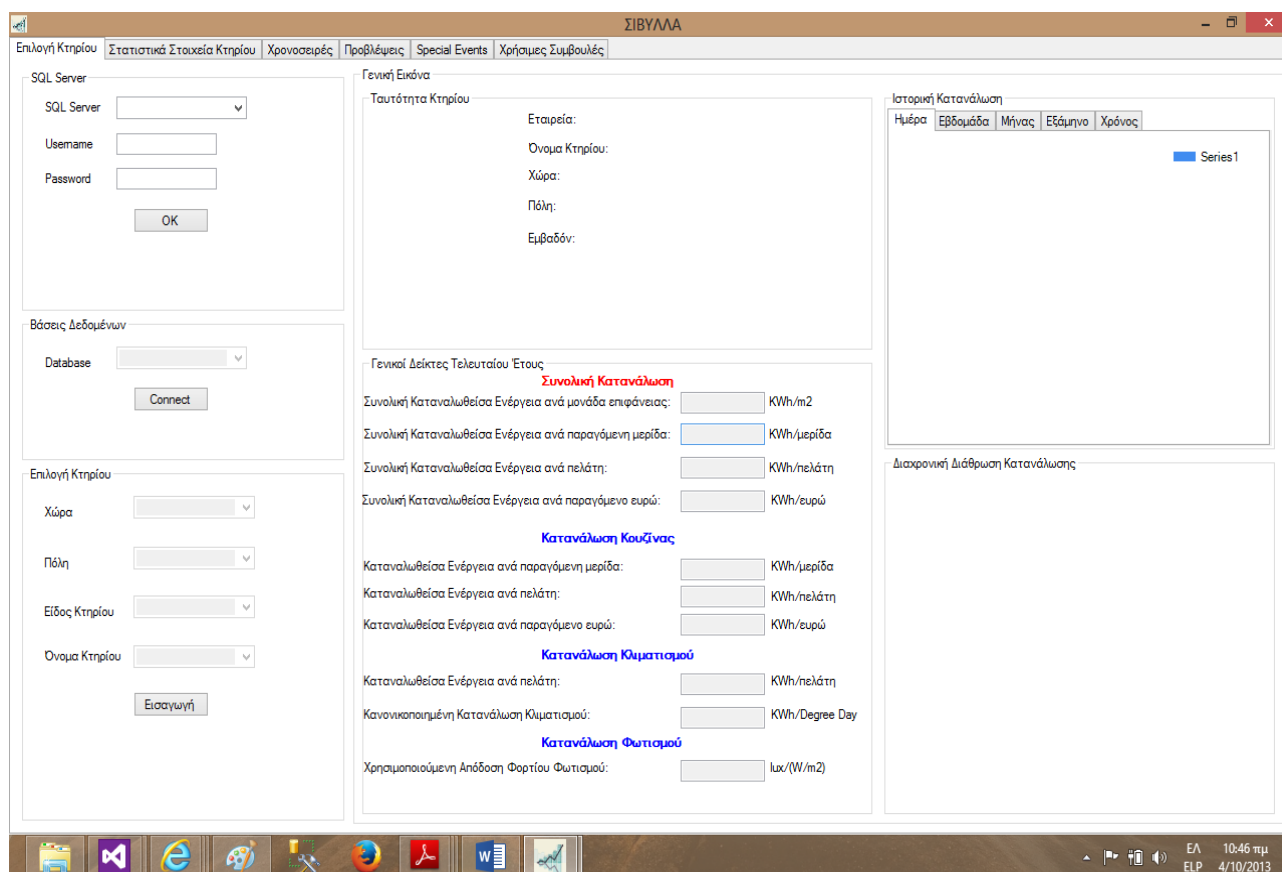 ΣΙΒΥΛΛΑ
Επιλογή Κτηρίου Στατιστικά Στοιχεία Κτηρίου Χρονοσειρές Προβλέψεις Special Events Χρήσιμες Συμβουλές
SQL Server
SQL Server
Username
Password
OK
Βάσεις Δεδομένων
Database
Connect
Επιλογή Κτηρίου
Χώρα
Πόλη
Είδος Κτηρίου
Όνομα Κτηρίου
Εισαγωγή
Γενική Εικόνα
Ταυτότητα Κτηρίου
Εταιρεία:
Όνομα Κτηρίου:
Χώρα:
Πόλη:
Εμβαδόν:
Γενικοί Δείκτες Τελευταίου Έτους
Συνολική Κατανάλωση
Συνολική Καταναλωθείσα Ενέργεια ανά μονάδα επιφάνειας: KWh/m2
Συνολική Καταναλωθείσα Ενέργεια ανά παραγόμενη μερίδα: KWh/μερίδα
Συνολική Καταναλωθείσα Ενέργεια ανά πελάτη: KWh/πελάτη
Συνολική Καταναλωθείσα Ενέργεια ανά παραγόμενο ευρώ: KWh/ευρώ
Κατανάλωση Κουζίνας
Καταναλωθείσα Ενέργεια ανά παραγόμενη μερίδα: KWh/μερίδα
Καταναλωθείσα Ενέργεια ανά πελάτη: KWh/πελάτη
Καταναλωθείσα Ενέργεια ανά παραγόμενο ευρώ: KWh/ευρώ
Κατανάλωση Κλιματισμού
Καταναλωθείσα Ενέργεια ανά πελάτη: KWh/πελάτη
Κανονικοποιημένη Κατανάλωση Κλιματισμού: KWh/Degree Day
Κατανάλωση Φωτισμού
Χρησιμοποιούμενη Απόδοση Φορτίου Φωτισμού: lux/(W/m2)
Ιστορική Κατανάλωση
Ημέρα Εβδομάδα Μήνας Εξάμηνο Χρόνος
Series1
Διαχρονική Διάθρωση Κατανάλωσης
ΕΛ 10:46 πμ
ELP 4/10/2013